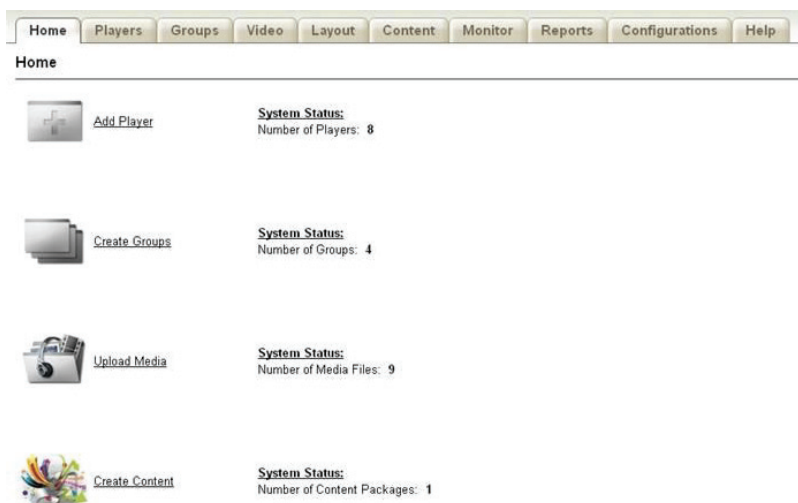 Home Players Groups Video Layout Content Monitor Reports Configurations Help
Home
Add Player
System Status:
Number of Players: 8
Create Groups
System Status:
Number of Groups: 4
Upload Media
System Status:
Number of Media Files: 9
Create Content
System Status:
Number of Content Packages: 1